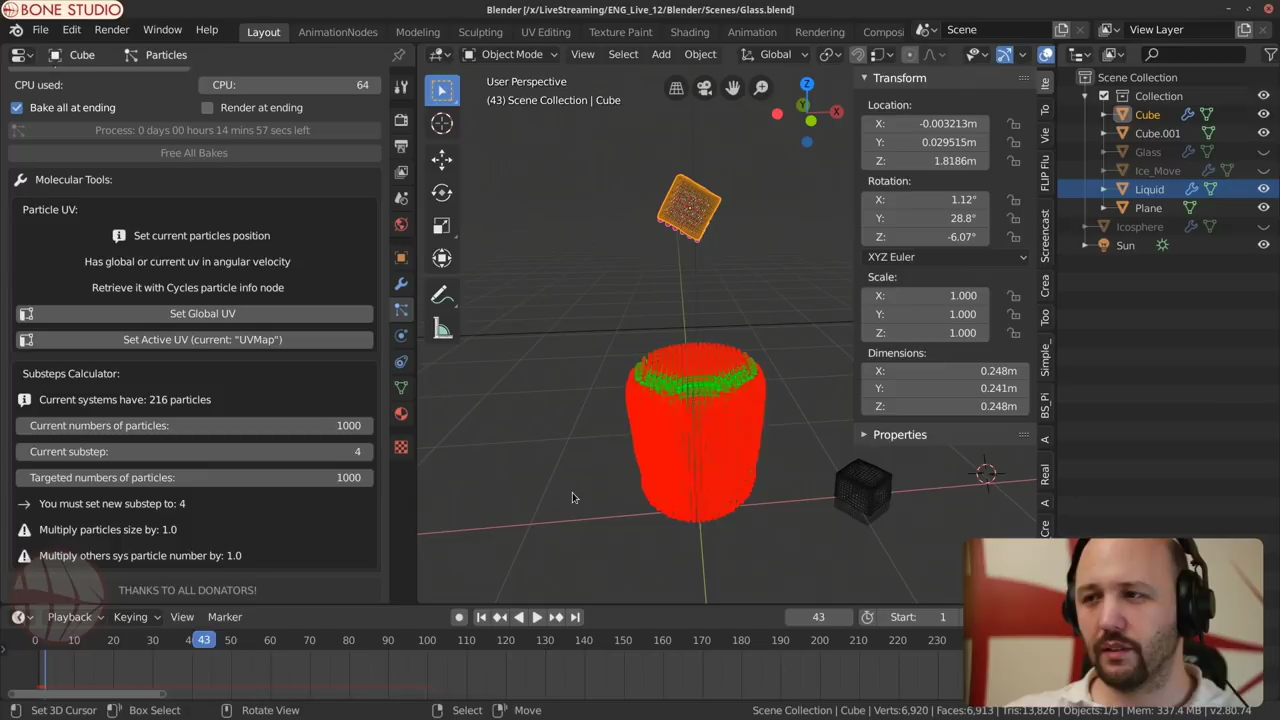 BONE STUDIO
Blender [/x/LiveStreaming/ENG_Live_12/Blender/Scenes/Glass.blend]
File Edit Render Window Help
Layout AnimationNodes Modeling Sculpting UV Editing Texture Paint Shading Animation Rendering Composi
Scene
View Layer
Cube Particles
Object Mode View Select Add Object Global
CPU used: CPU: 64
Bake all at ending Render at ending
Process: 0 days 00 hours 14 mins 57 secs left
Free All Bakes
Molecular Tools:
Particle UV:
Set current particles position
Has global or current uv in angular velocity
Retrieve it with Cycles particle info node
Set Global UV
Set Active UV (current: "UVMap")
Substeps Calculator:
Current systems have: 216 particles
Current numbers of particles: 1000
Current substep: 4
Targeted numbers of particles: 1000
You must set new substep to: 4
Multiply particles size by: 1.0
Multiply others sys particle number by: 1.0
THANKS TO ALL DONATORS!
User Perspective
(43) Scene Collection | Cube
Z
Y
X
Transform
Location:
X: -0.003213m
Y: 0.029515m
Z: 1.8186m
Rotation:
X: 1.12°
Y: 28.8°
Z: -6.07°
XYZ Euler
Scale:
X: 1.000
Y: 1.000
Z: 1.000
Dimensions:
X: 0.248m
Y: 0.241m
Z: 0.248m
Properties
Ite
To
Vie
FLIP Flu
Screencast
Crea
Too
Simple_
BS_Pi
A
Real
A
Cre
Scene Collection
Collection
Cube
Cube.001
Glass
Ice_Move
Liquid
Plane
Icosphere
Sun
Playback Keying View Marker
43 Start: 1
0 10 20 30 4 43 50 60 70 80 90 100 110 120 130 140 150 160 170 180 190 200 210 220 230
Set 3D Cursor Box Select Rotate View Select Move
Scene Collection | Cube | Verts:6,920 | Faces:6,913 | Tris:13,826 | Objects:1/5 | Mem: 337.4 MB | v2.80.74